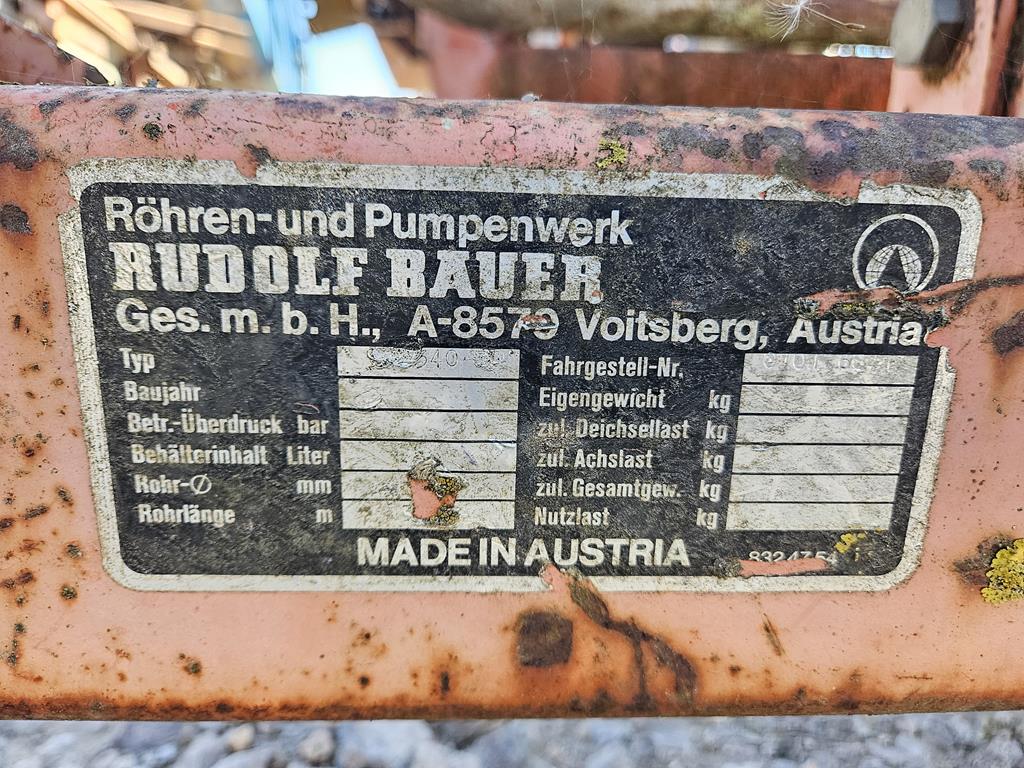 Röhren-und Pumpenwerk
RUDOLF BAUER
Ges. m. b. H., A-8570 Voitsberg, Austria
Typ
Fahrgestell-Nr.
Baujahr
Eigengewicht kg
Betr.-Überdruck bar
zul. Deichsellast kg
Behälterinhalt Liter
zul. Achslast kg
Rohr-Ø mm
zul. Gesamtgew. kg
Rohrlänge m
Nutzlast kg
MADE IN AUSTRIA